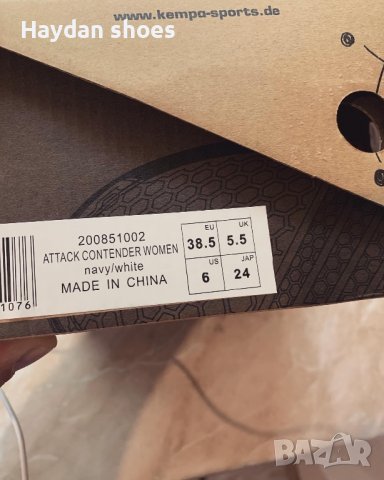 Haydan shoes
www.kempa-sports.de
200851002
ATTACK CONTENDER WOMEN
navy/white
MADE IN CHINA
EU 38.5
UK 5.5
US 6
JAP 24
1076
BAZAR